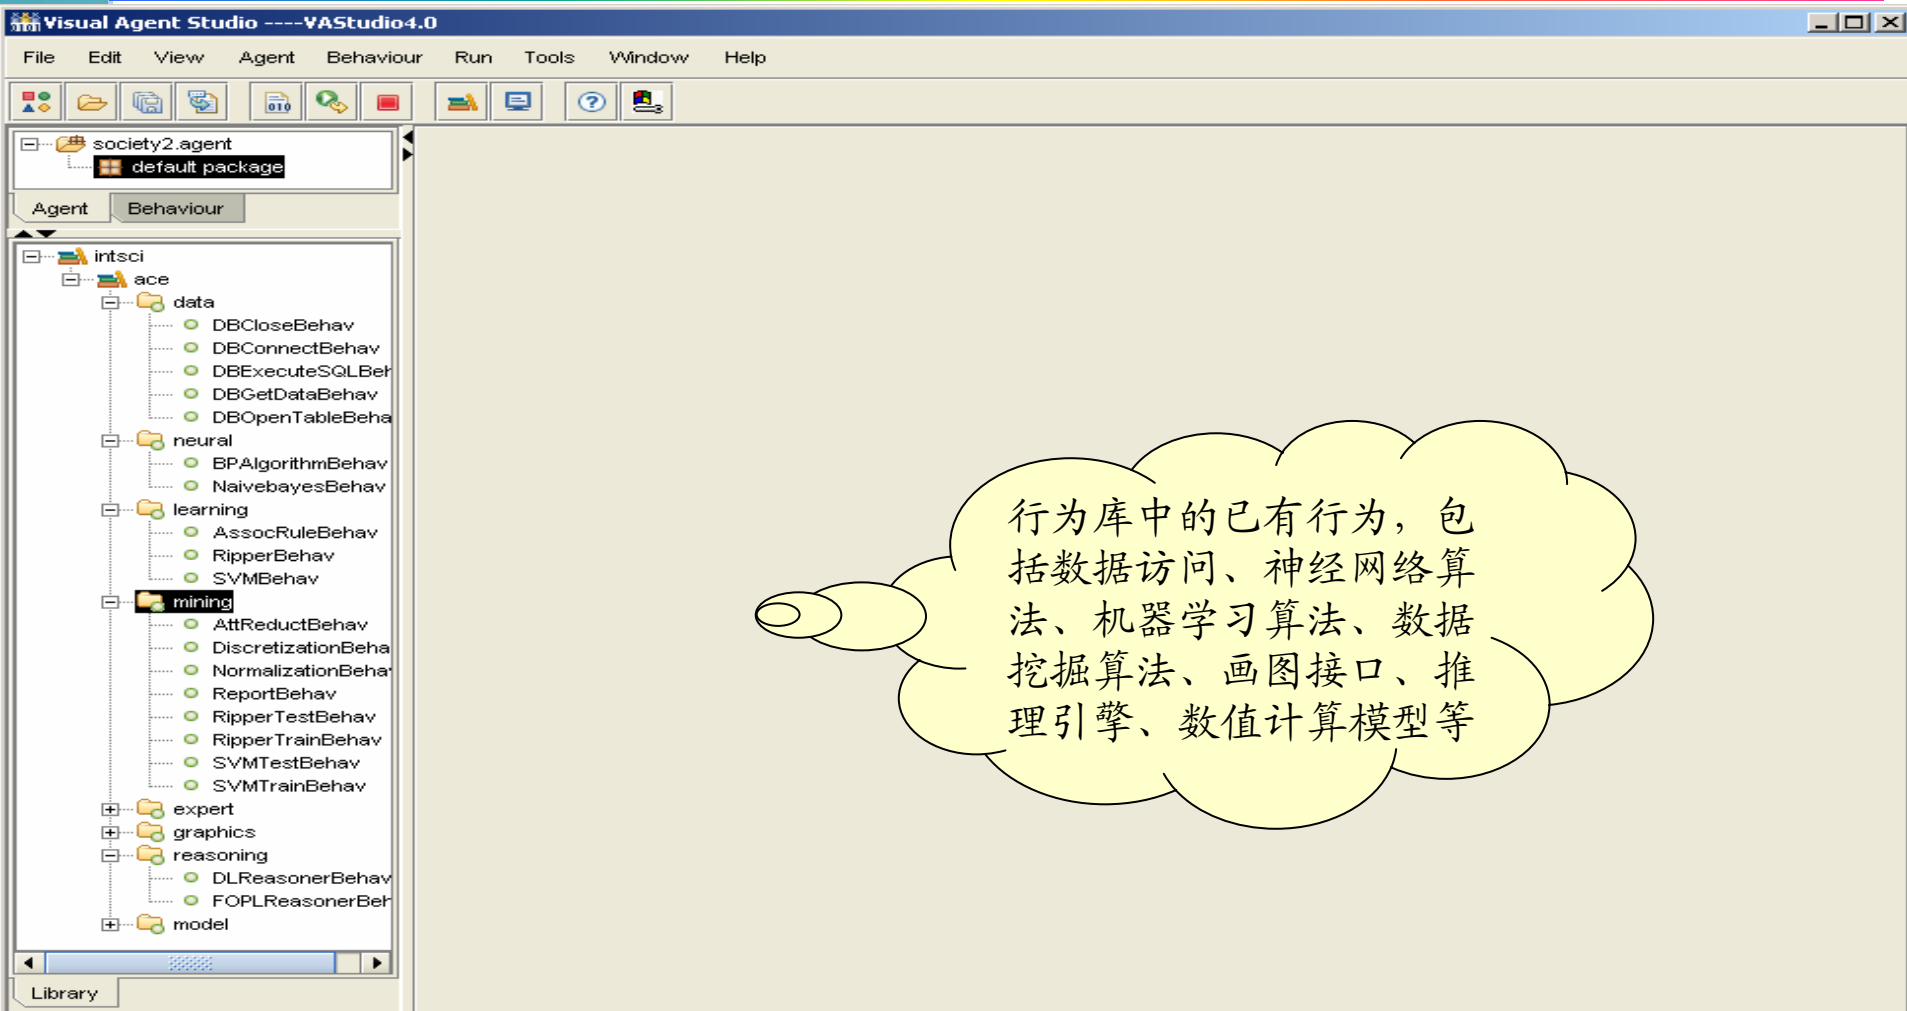 Visual Agent Studio ----VAStudio4.0
File Edit View Agent Behaviour Run Tools Window Help
society2.agent
default package
Agent Behaviour
intsci
ace
data
DBCloseBehav
DBConnectBehav
DBExecuteSQLBeh
DBGetDataBehav
DBOpenTableBeha
neural
BPAlgorithmBehav
NaivebayesBehav
learning
AssocRuleBehav
RipperBehav
SVMBehav
mining
AttReductBehav
DiscretizationBeha
NormalizationBehav
ReportBehav
RipperTestBehav
RipperTrainBehav
SVMTestBehav
SVMTrainBehav
expert
graphics
reasoning
DLReasonerBehav
FOPLReasonerBeh
model
Library
行为库中的已有行为，包
括数据访问、神经网络算
法、机器学习算法、数据
挖掘算法、画图接口、推
理引擎、数值计算模型等